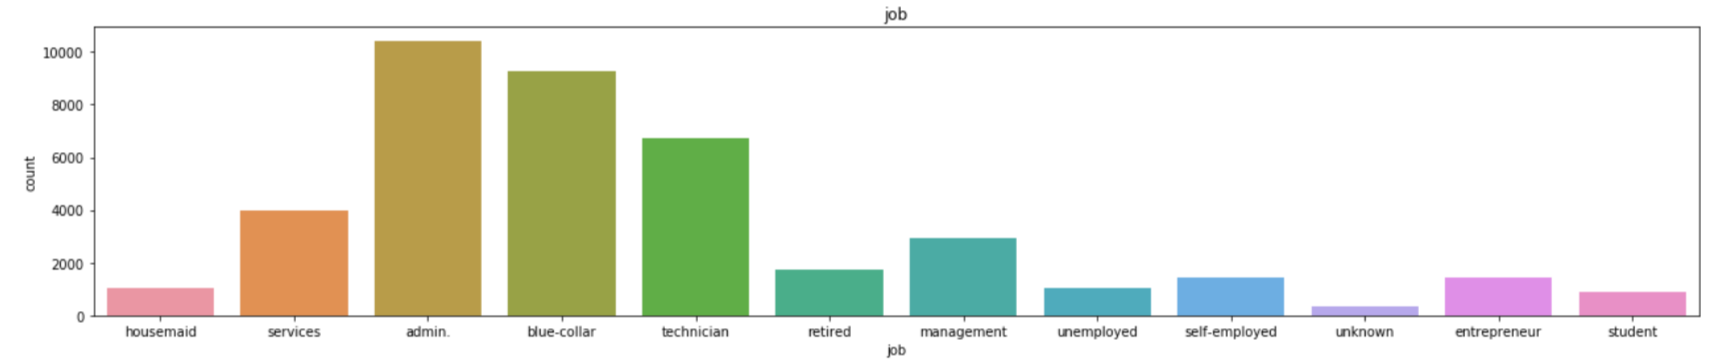 job
10000
8000
6000
4000
2000
0
count
housemaid services admin. blue-collar technician retired management unemployed self-employed unknown entrepreneur student
job